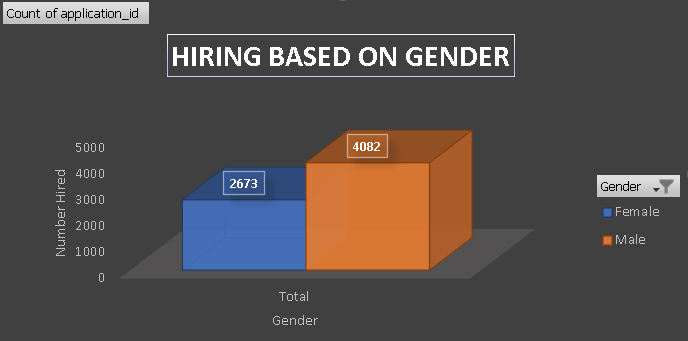 Count of application_id
HIRING BASED ON GENDER
5000
4000
3000
2000
1000
0
Number Hired
2673
4082
Total
Gender
Gender
Female
Male